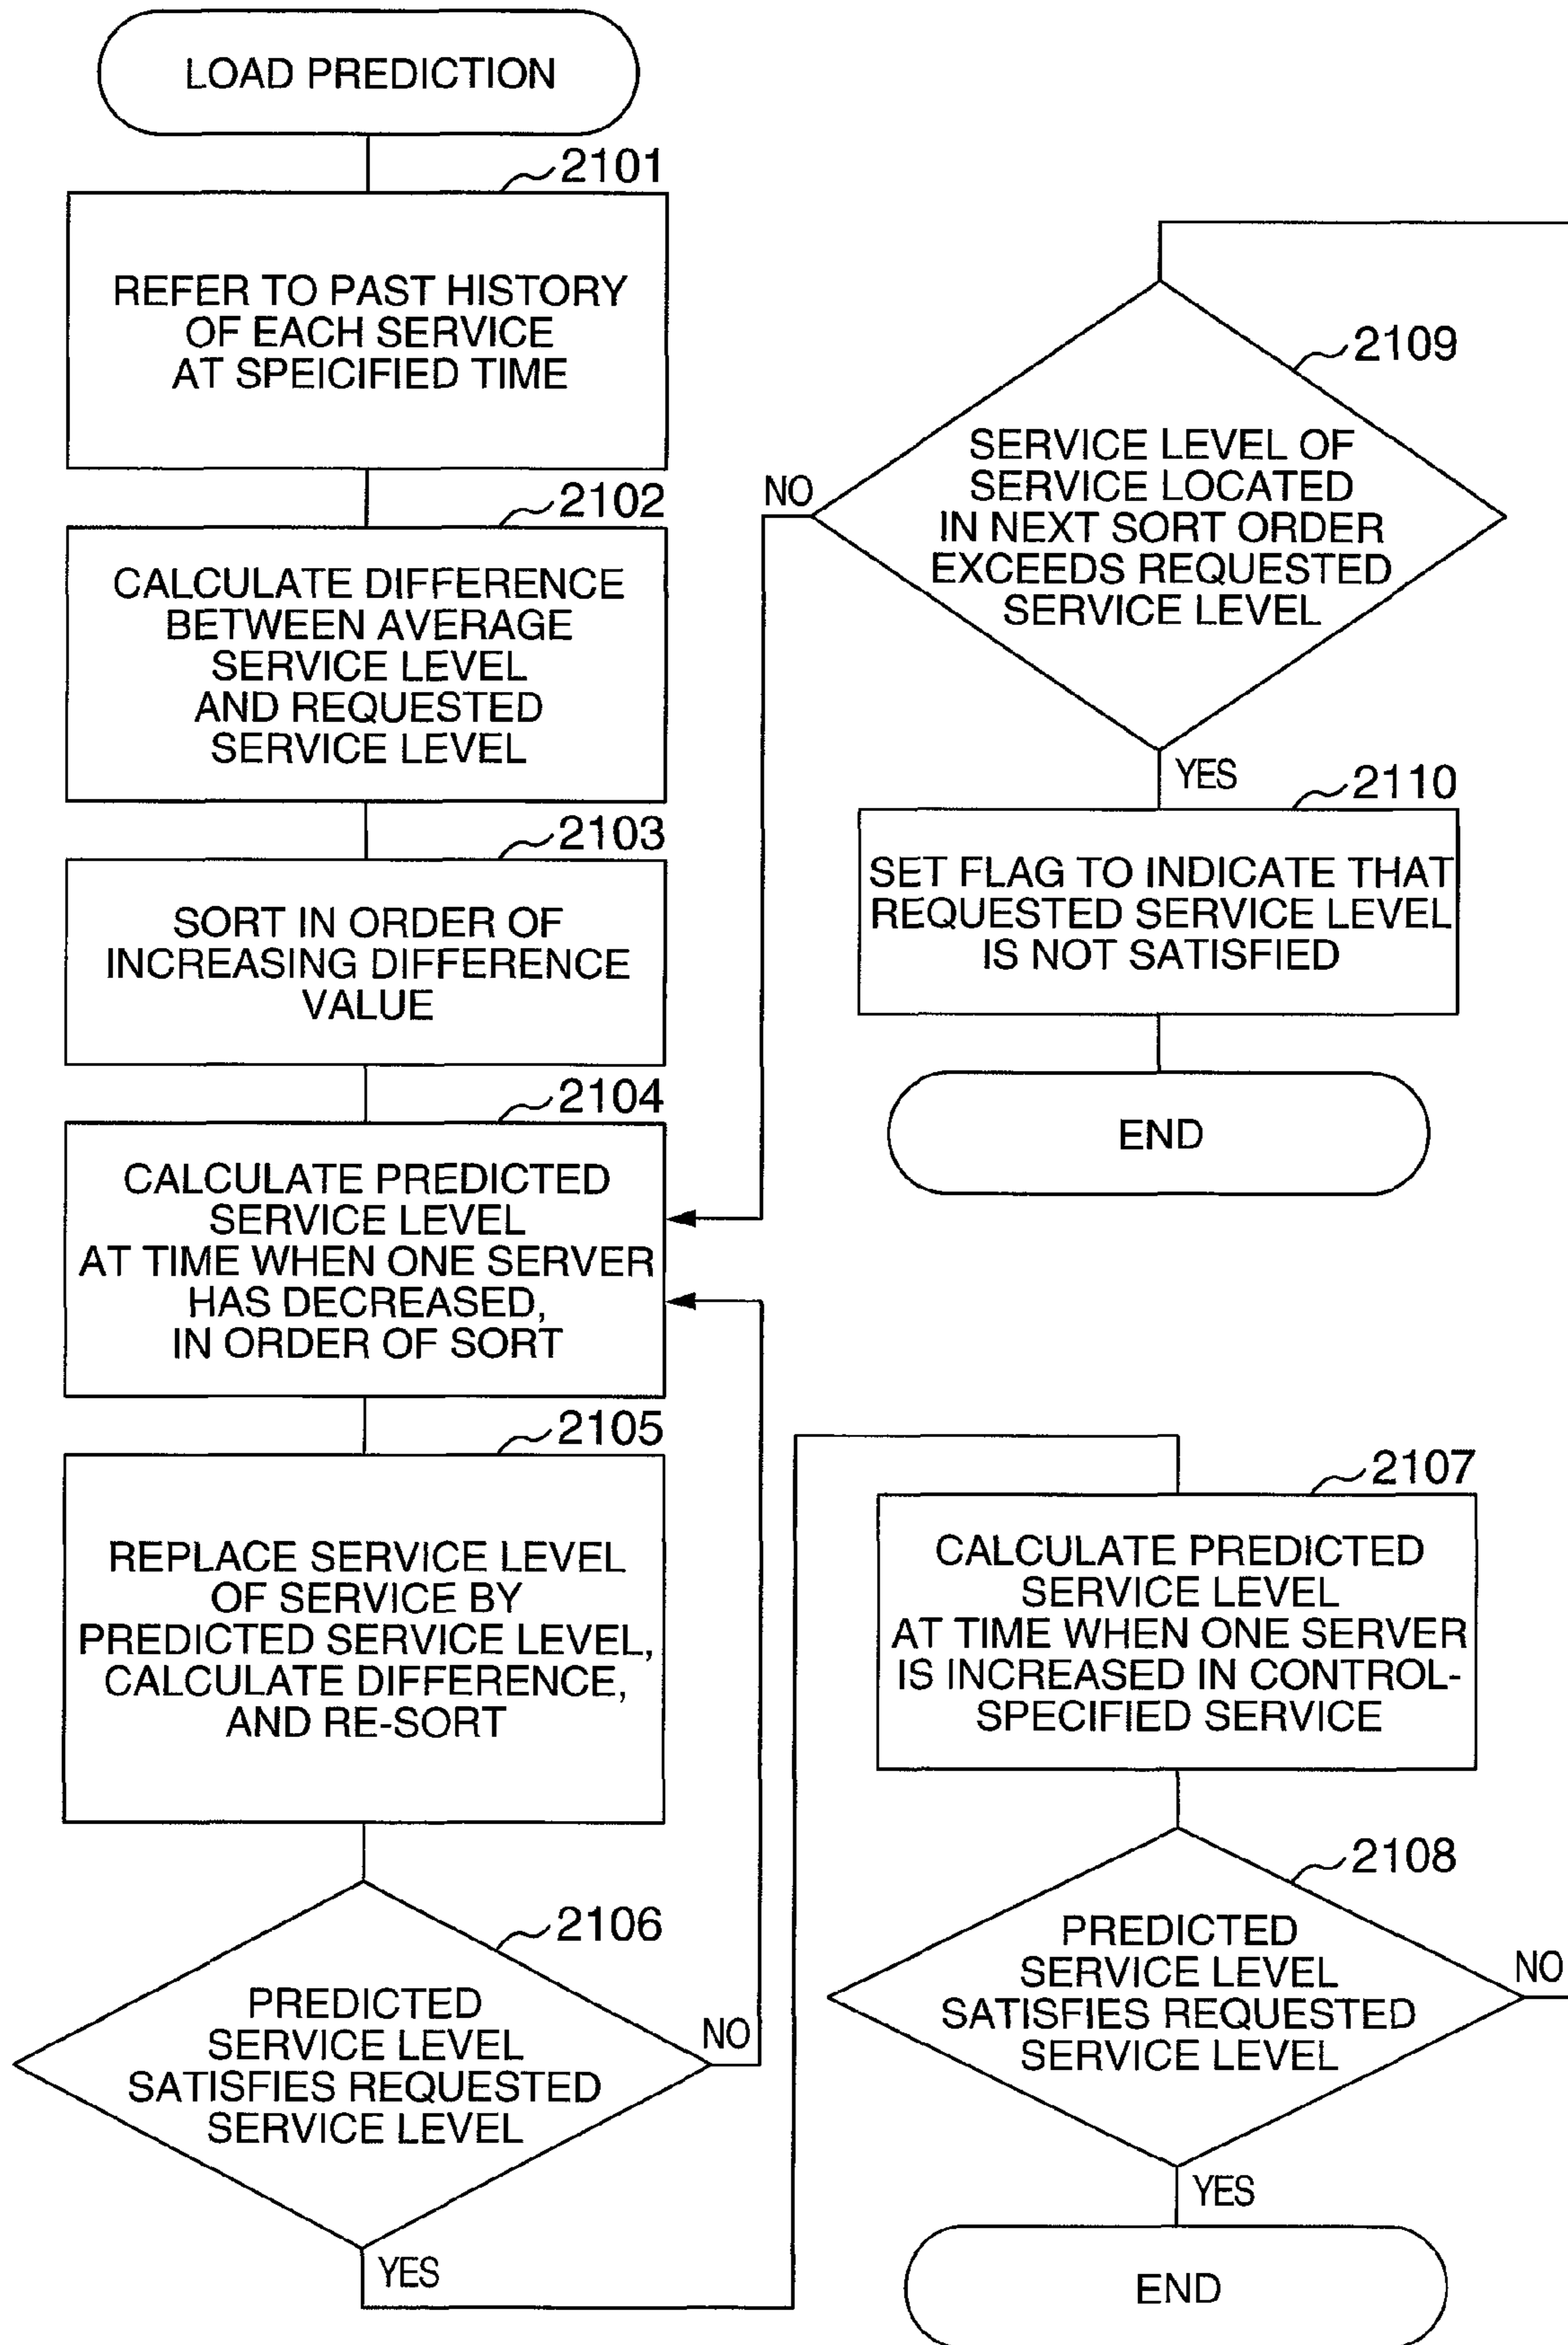 LOAD PREDICTION
2101
REFER TO PAST HISTORY
OF EACH SERVICE
AT SPEICIFIED TIME
2102
CALCULATE DIFFERENCE
BETWEEN AVERAGE
SERVICE LEVEL
AND REQUESTED
SERVICE LEVEL
2103
SORT IN ORDER OF
INCREASING DIFFERENCE
VALUE
2104
CALCULATE PREDICTED
SERVICE LEVEL
AT TIME WHEN ONE SERVER
HAS DECREASED,
IN ORDER OF SORT
2105
REPLACE SERVICE LEVEL
OF SERVICE BY
PREDICTED SERVICE LEVEL,
CALCULATE DIFFERENCE,
AND RE-SORT
2106
PREDICTED
SERVICE LEVEL
SATISFIES REQUESTED
SERVICE LEVEL
NO
YES
2107
CALCULATE PREDICTED
SERVICE LEVEL
AT TIME WHEN ONE SERVER
IS INCREASED IN CONTROL-
SPECIFIED SERVICE
2108
PREDICTED
SERVICE LEVEL
SATISFIES REQUESTED
SERVICE LEVEL
NO
YES
END
2109
SERVICE LEVEL OF
SERVICE LOCATED
IN NEXT SORT ORDER
EXCEEDS REQUESTED
SERVICE LEVEL
NO
YES
2110
SET FLAG TO INDICATE THAT
REQUESTED SERVICE LEVEL
IS NOT SATISFIED
END